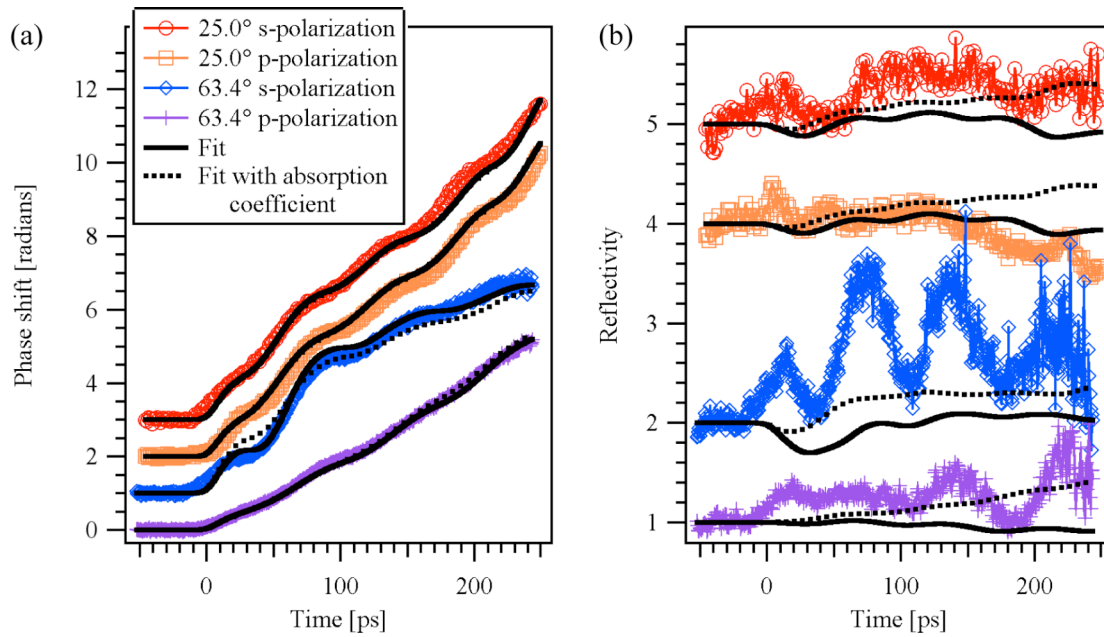 (a)
25.0° s-polarization
25.0° p-polarization
63.4° s-polarization
63.4° p-polarization
Fit
Fit with absorption
coefficient
Phase shift [radians]
12
10
8
6
4
2
0
0
100
200
Time [ps]
(b)
Reflectivity
5
4
3
2
1
0
100
200
Time [ps]